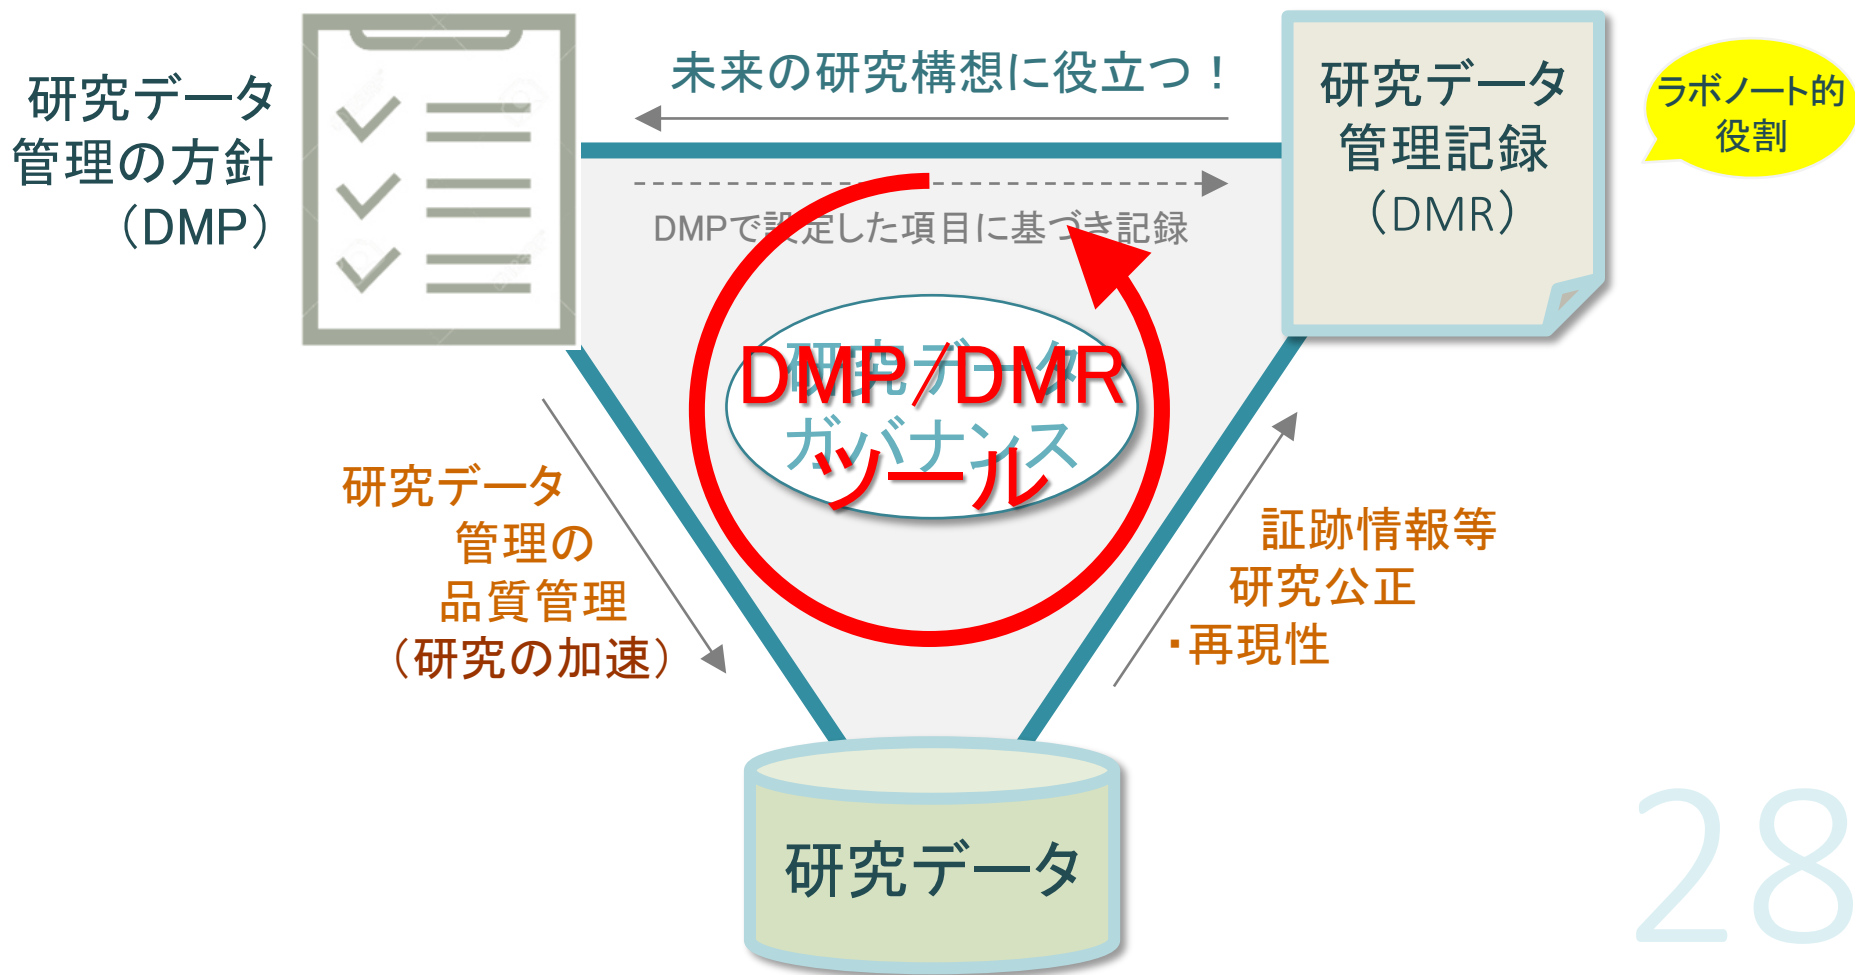 研究データ
管理の方針
（DMP）
未来の研究構想に役立つ！
DMPで設定した項目に基づき記録
研究データ
管理記録
（DMR）
ラボノート的
役割
研究データ
ガバナンス
DMP/DMR
ツール
研究データ
管理の
品質管理
（研究の加速）
証跡情報等
研究公正
・再現性
研究データ
28